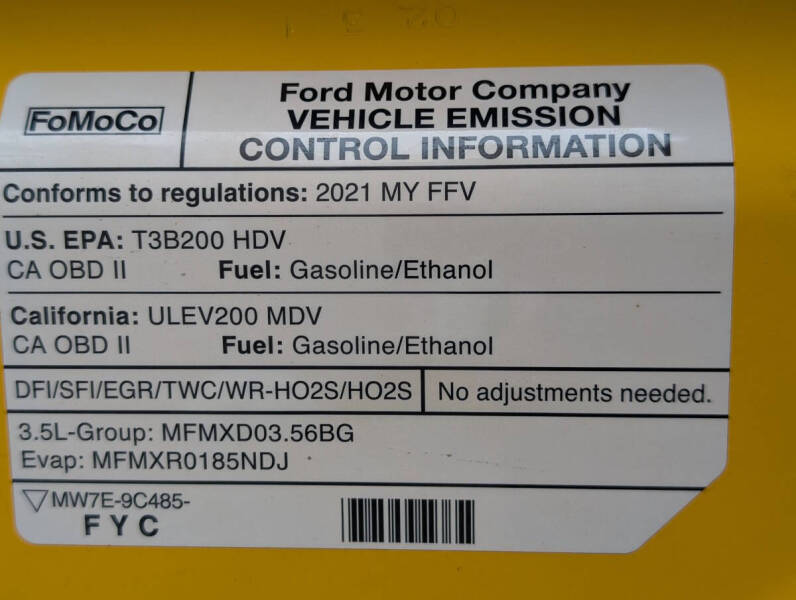 FoMoCo
Ford Motor Company
VEHICLE EMISSION
CONTROL INFORMATION
Conforms to regulations: 2021 MY FFV
U.S. EPA: T3B200 HDV
CA OBD II Fuel: Gasoline/Ethanol
California: ULEV200 MDV
CA OBD II Fuel: Gasoline/Ethanol
DFI/SFI/EGR/TWC/WR-HO2S/HO2S No adjustments needed.
3.5L-Group: MFMXD03.56BG
Evap: MFMXR0185NDJ
MW7E-9C485-
F Y C